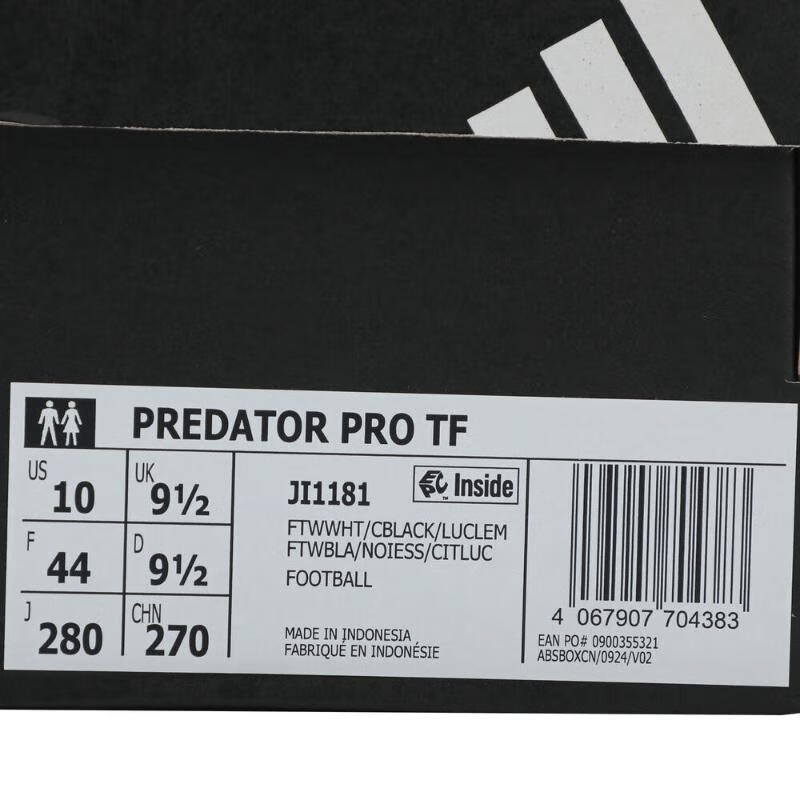 PREDATOR PRO TF
US 10
UK 9½
F 44
D 9½
J 280
CHN 270
JI1181
EPC Inside
™
FTWWHT/CBLACK/LUCLEM
FTWBLA/NOIESS/CITLUC
FOOTBALL
MADE IN INDONESIA
FABRIQUÉ EN INDONÉSIE
4 067907 704383
EAN PO# 0900355321
ABSBOXCN/0924/V02